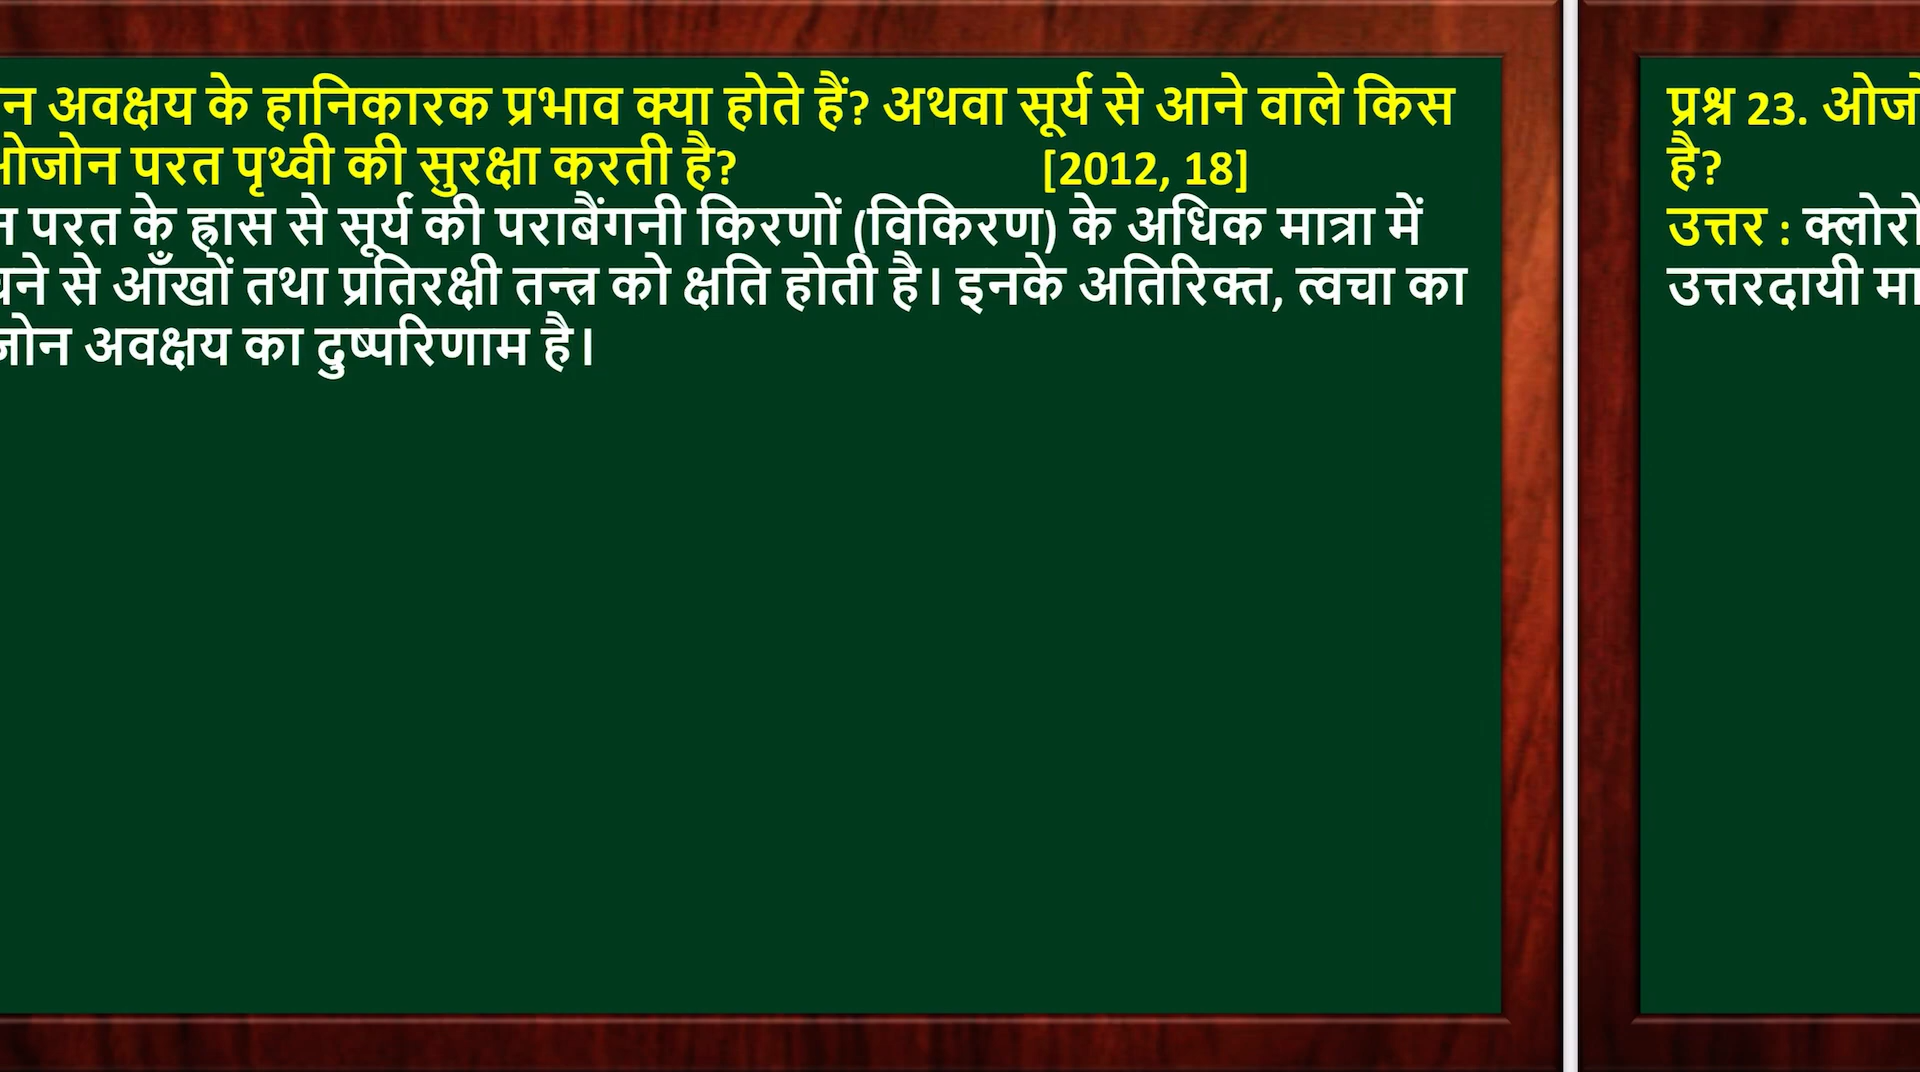 अवक्षय के हानिकारक प्रभाव क्या होते हैं? अथवा सूर्य से आने वाले किस
ओजोन परत पृथ्वी की सुरक्षा करती है? [2012, 18]
परत के ह्रास से सूर्य की पराबैंगनी किरणों (विकिरण) के अधिक मात्रा में
से आँखों तथा प्रतिरक्षी तन्त्र को क्षति होती है। इनके अतिरिक्त, त्वचा का
अवक्षय का दुष्परिणाम है।
प्रश्न 23.
है?
उत्तर :
उत्तरदायी